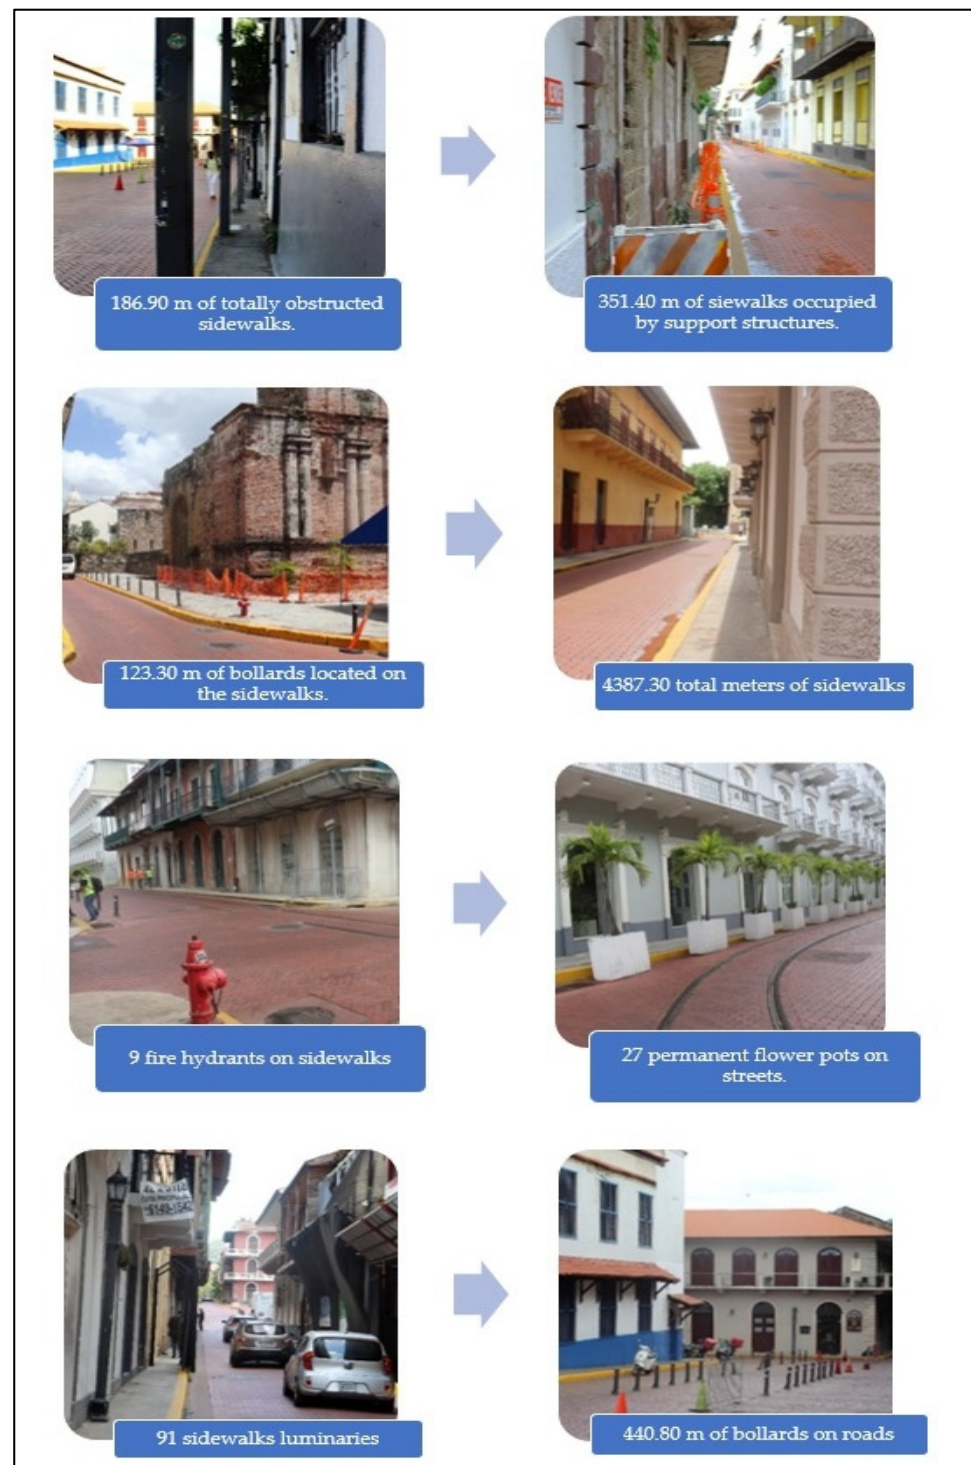 186.90 m of totally obstructed
sidewalks.
351.40 m of siewalks occupied
by support structures.
123.30 m of bollards located on
the sidewalks.
4387.30 total meters of sidewalks
9 fire hydrants on sidewalks
27 permanent flower pots on
streets.
91 sidewalks luminaries
440.80 m of bollards on roads